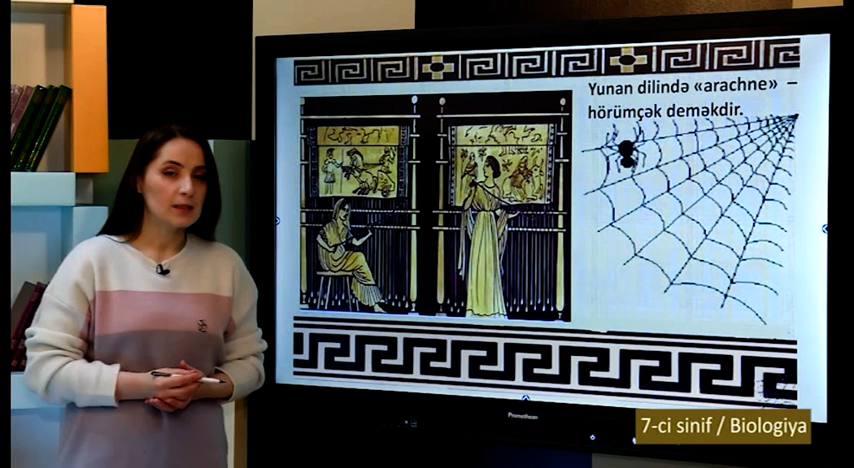 Yunan dilində «arachne» –
hörümçək deməkdir.
Promethean
7-ci sinif / Biologiya